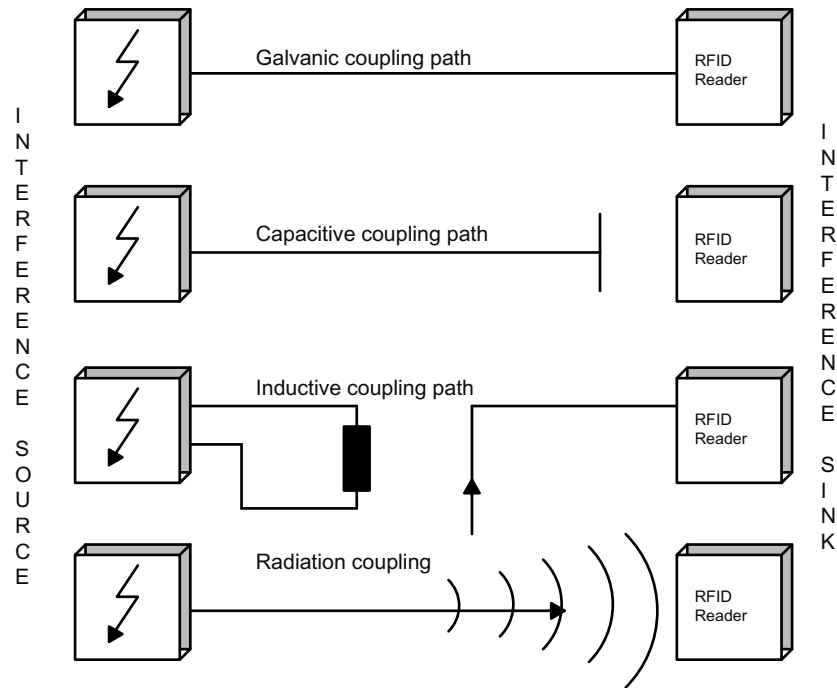 INTERFERENCE SOURCE
Galvanic coupling path
RFID
Reader
Capacitive coupling path
RFID
Reader
Inductive coupling path
RFID
Reader
Radiation coupling
RFID
Reader
INTERFERENCE SINK